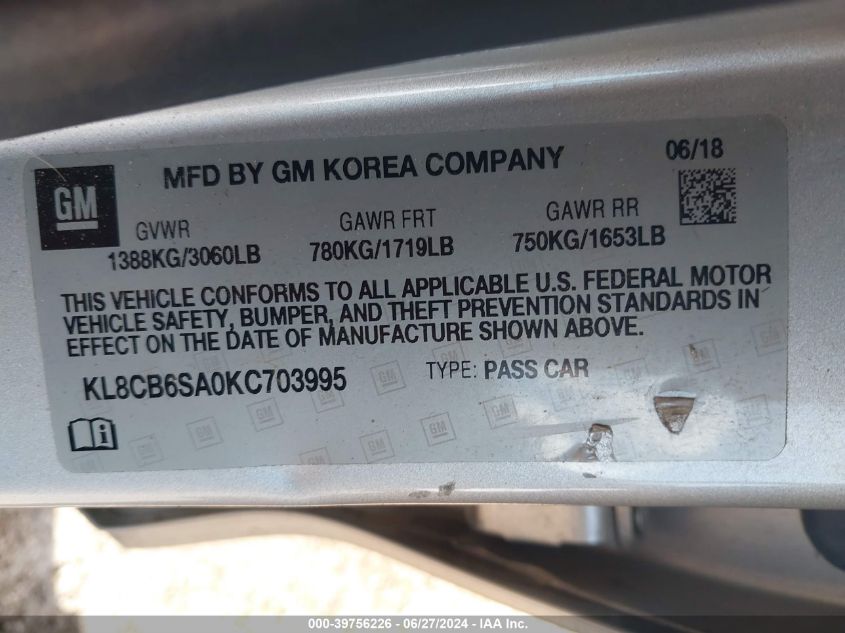 GM
MFD BY GM KOREA COMPANY
06/18
GVWR
GAWR FRT
GAWR RR
1388KG/3060LB
780KG/1719LB
750KG/1653LB
THIS VEHICLE CONFORMS TO ALL APPLICABLE U.S. FEDERAL MOTOR
VEHICLE SAFETY, BUMPER, AND THEFT PREVENTION STANDARDS IN
EFFECT ON THE DATE OF MANUFACTURE SHOWN ABOVE.
KL8CB6SA0KC703995
TYPE: PASS CAR
000-39756226 - 06/27/2024 - IAA, Inc.